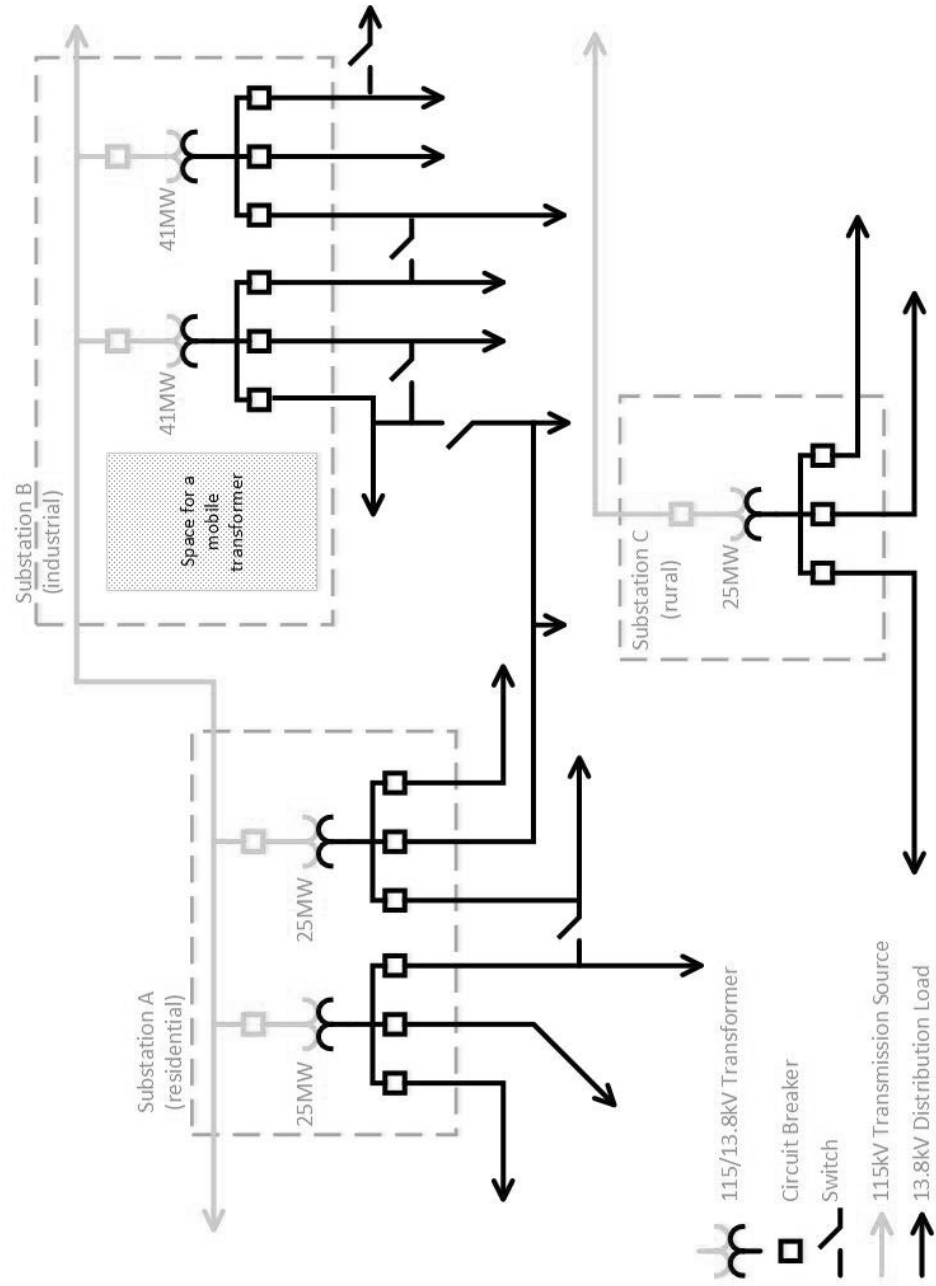 Substation A
(residential)
25MW
25MW
Substation B
(industrial)
Space for a
mobile
transformer
41MW
41MW
Substation C
(rural)
25MW
115/13.8kV Transformer
Circuit Breaker
Switch
115kV Transmission Source
13.8kV Distribution Load